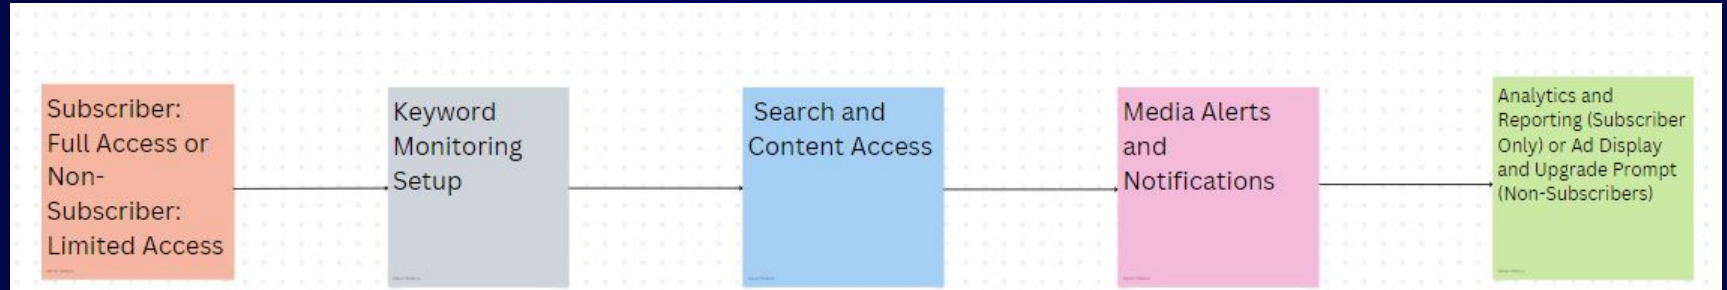 Subscriber:
Full Access or
Non-
Subscriber:
Limited Access
Keyword
Monitoring
Setup
Search and
Content Access
Media Alerts
and
Notifications
Analytics and
Reporting (Subscriber
Only) or Ad Display
and Upgrade Prompt
(Non-Subscribers)